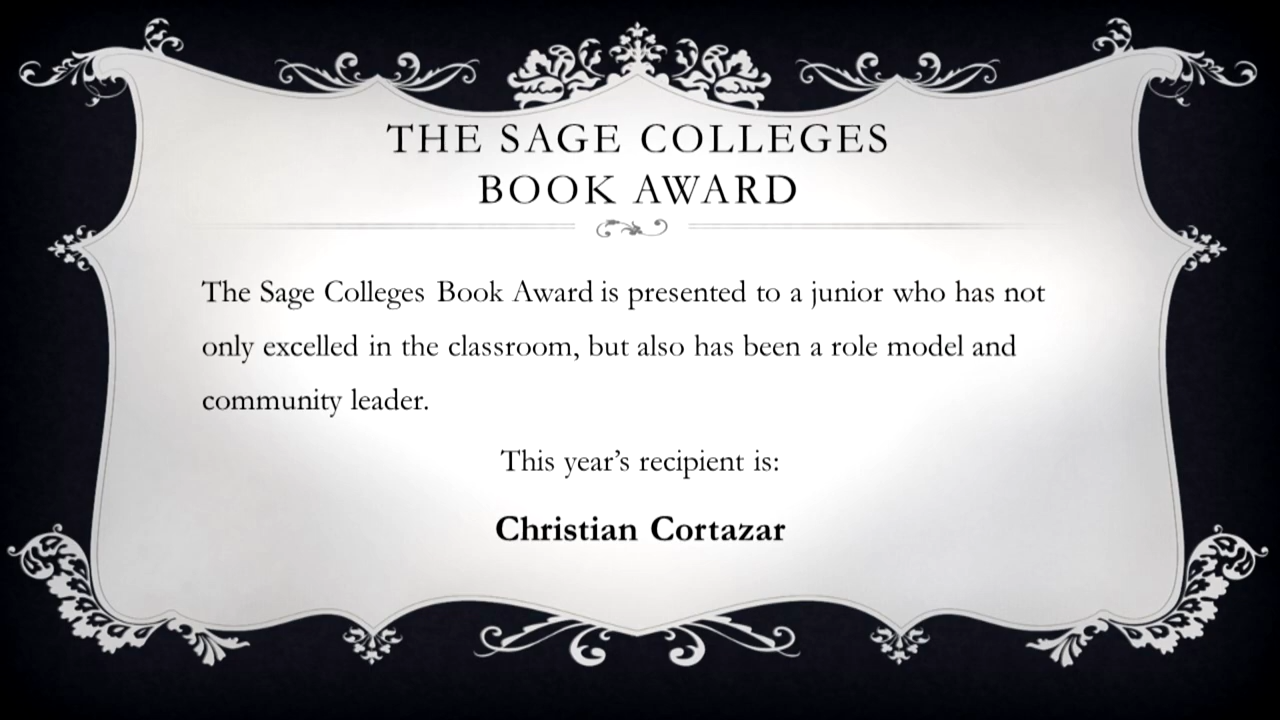 THE SAGE COLLEGES
BOOK AWARD
The Sage Colleges Book Award is presented to a junior who has not
only excelled in the classroom, but also has been a role model and
community leader.
This year’s recipient is:
Christian Cortazar